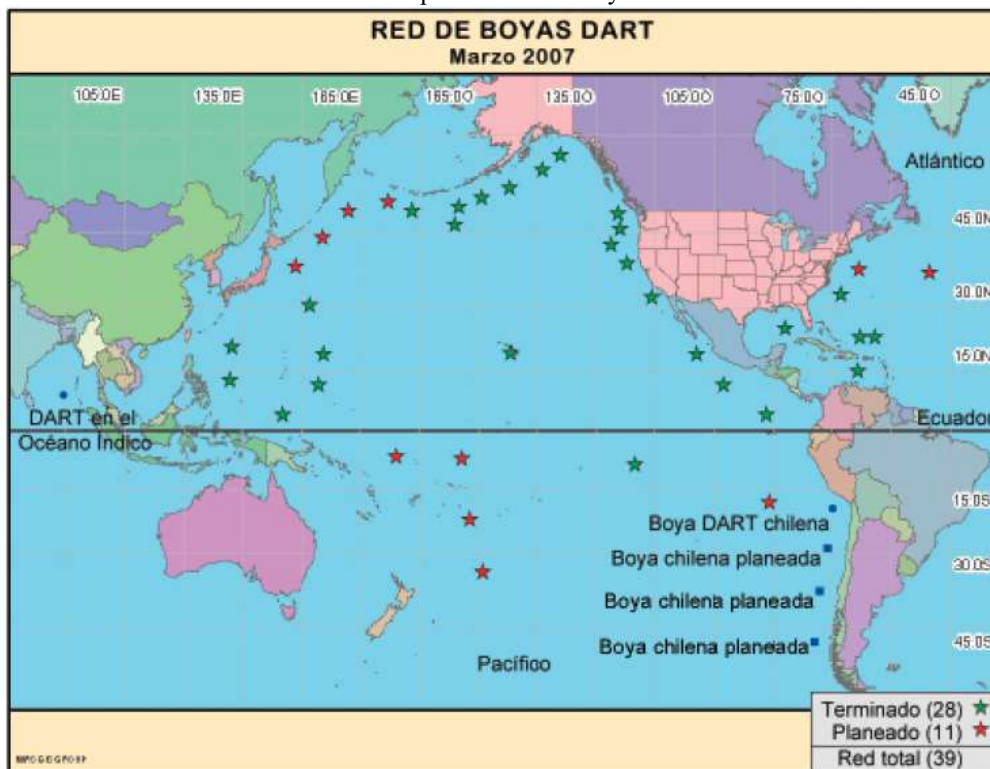 RED DE BOYAS DART
Marzo 2007
105.0E
135.0E
165.0E
165.0O
135.0O
105.0O
75.0O
45.0O
Atlántico
45.0N
30.0N
15.0N
DART en el
Océano Índico
Ecuador
15.0S
Boya DART chilena
Boya chilena planeada
30.0S
Boya chilena planeada
Boya chilena planeada
45.0S
Pacífico
Terminado (28)
Planeado (11)
Red total (39)